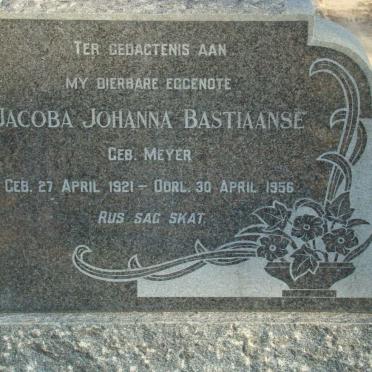 TER GEDAGTENIS AAN
MY DIERBARE EGGENOTE
JACOBA JOHANNA BASTIAANSE
GEB. MEYER
GEB. 27 APRIL 1921 – OORL. 30 APRIL 1956
RUS SAG SKAT.